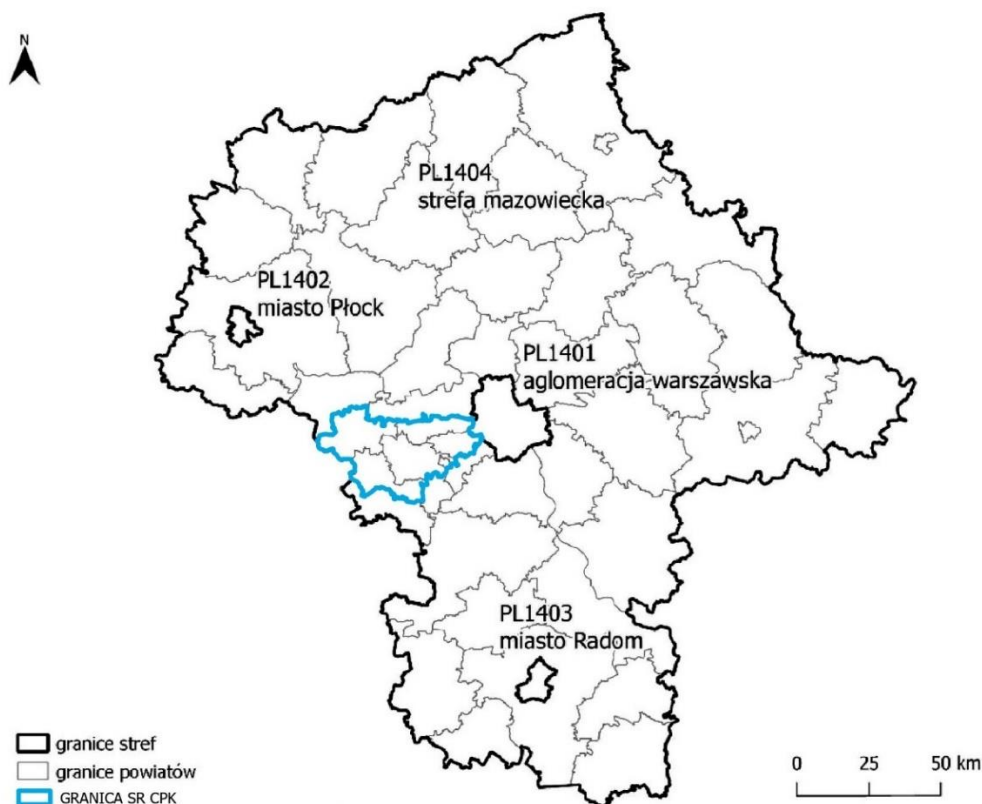 N
PL1404
strefa mazowiecka
PL1402
miasto Płock
PL1401
aglomeracja warszawska
PL1403
miasto Radom
granice stref
granice powiatów
GRANICA SR CPK
0 25 50 km